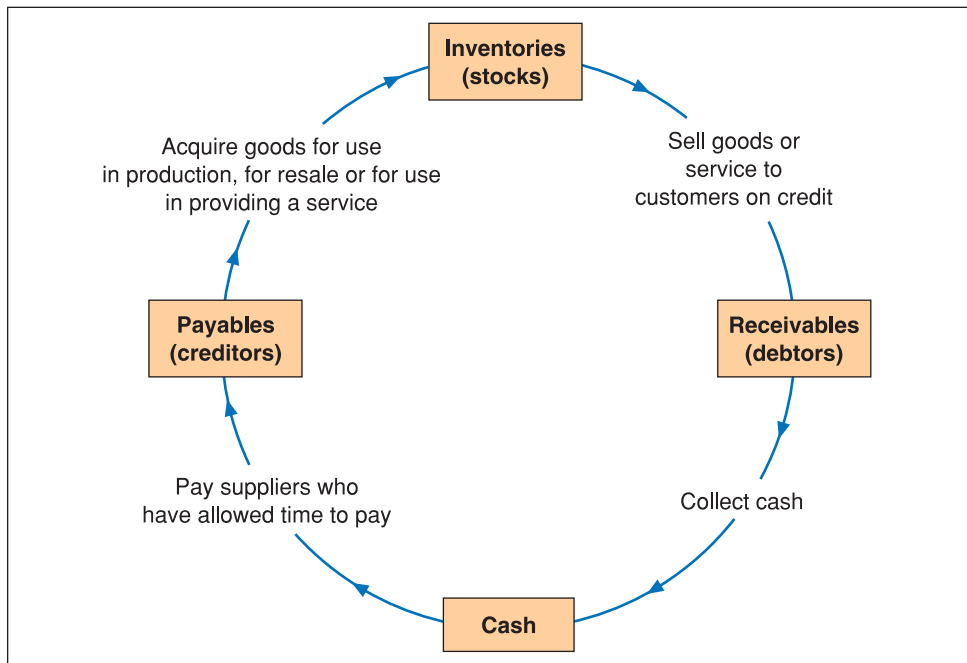 Inventories
(stocks)
Acquire goods for use
in production, for resale or for use
in providing a service
Sell goods or
service to
customers on credit
Payables
(creditors)
Receivables
(debtors)
Pay suppliers who
have allowed time to pay
Collect cash
Cash